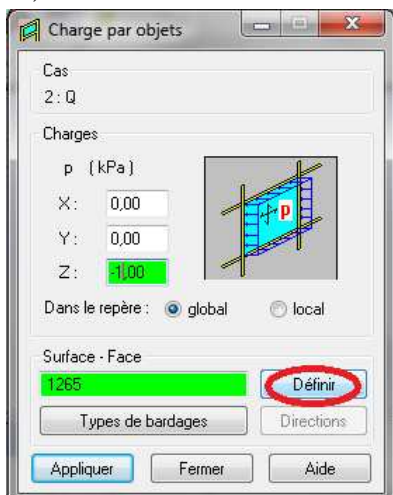 Charge par objets
Cas
2 : Q
Charges
p (kPa)
X : 0,00
Y : 0,00
Z : -1,00
p
Dans le repère : global local
Surface - Face
1265 Définir
Types de bardages Directions
Appliquer Fermer Aide